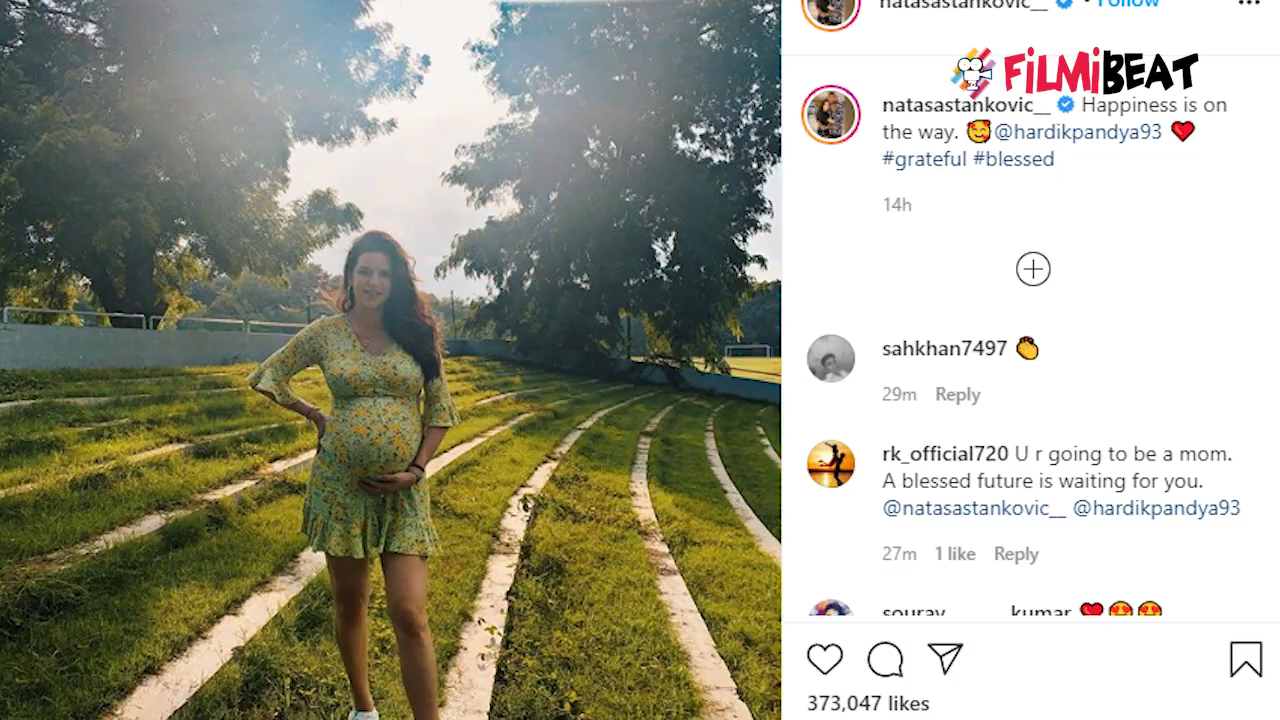 natasastankovic__ • Follow
FILMIBEAT
natasastankovic__ Happiness is on
the way. 🥰@hardikpandya93 ❤️
#grateful #blessed
14h
sahkhan7497 👏
29m Reply
rk_official720 U r going to be a mom.
A blessed future is waiting for you.
@natasastankovic__ @hardikpandya93
27m 1 like Reply
sourav______kumar ❤️😍😍
373,047 likes